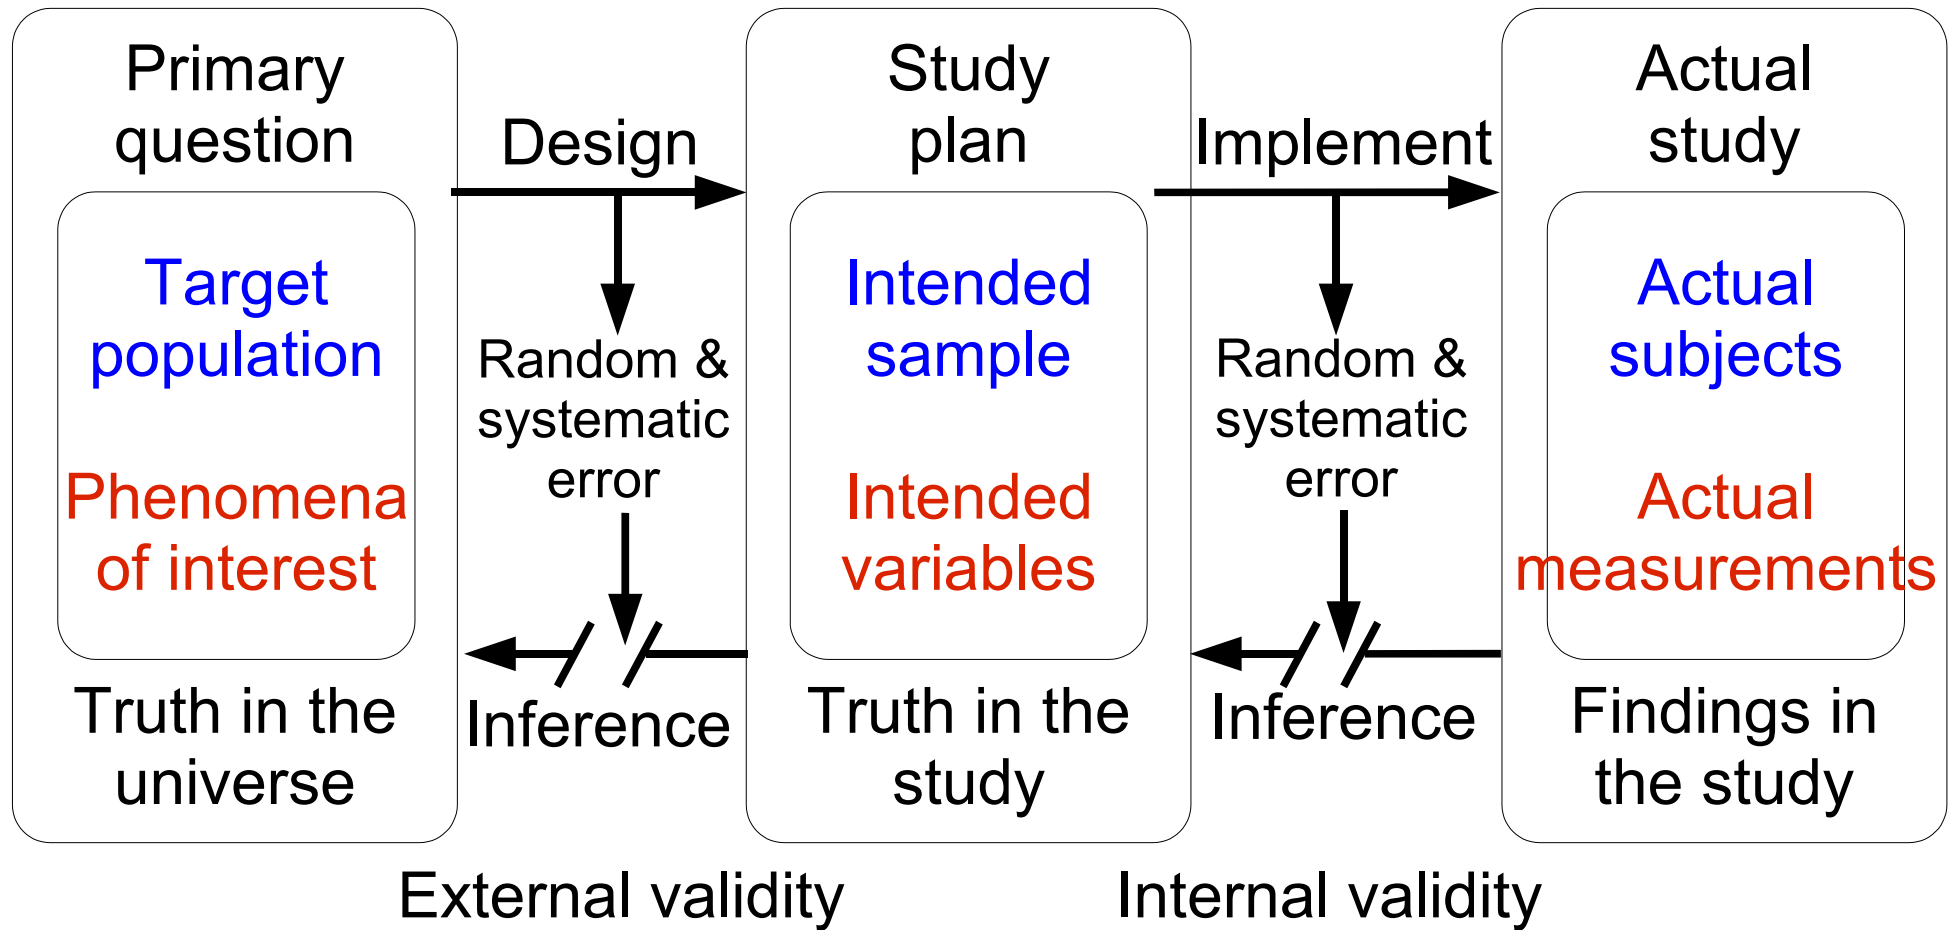 Primary
question
Target
population
Phenomena
of interest
Truth in the
universe
Design
Random &
systematic
error
Inference
Study
plan
Intended
sample
Intended
variables
Truth in the
study
Implement
Random &
systematic
error
Inference
Actual
study
Actual
subjects
Actual
measurements
Findings in
the study
External validity
Internal validity